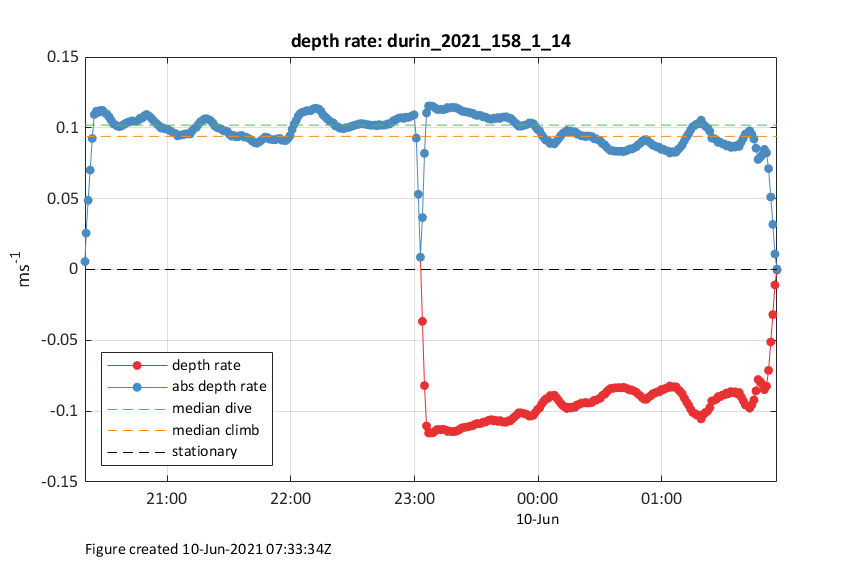 depth rate: durin_2021_158_1_14
0.15
0.1
0.05
0
-0.05
-0.1
-0.15
ms-1
depth rate
abs depth rate
median dive
median climb
stationary
21:00 22:00 23:00 00:00 01:00
10-Jun
Figure created 10-Jun-2021 07:33:34Z